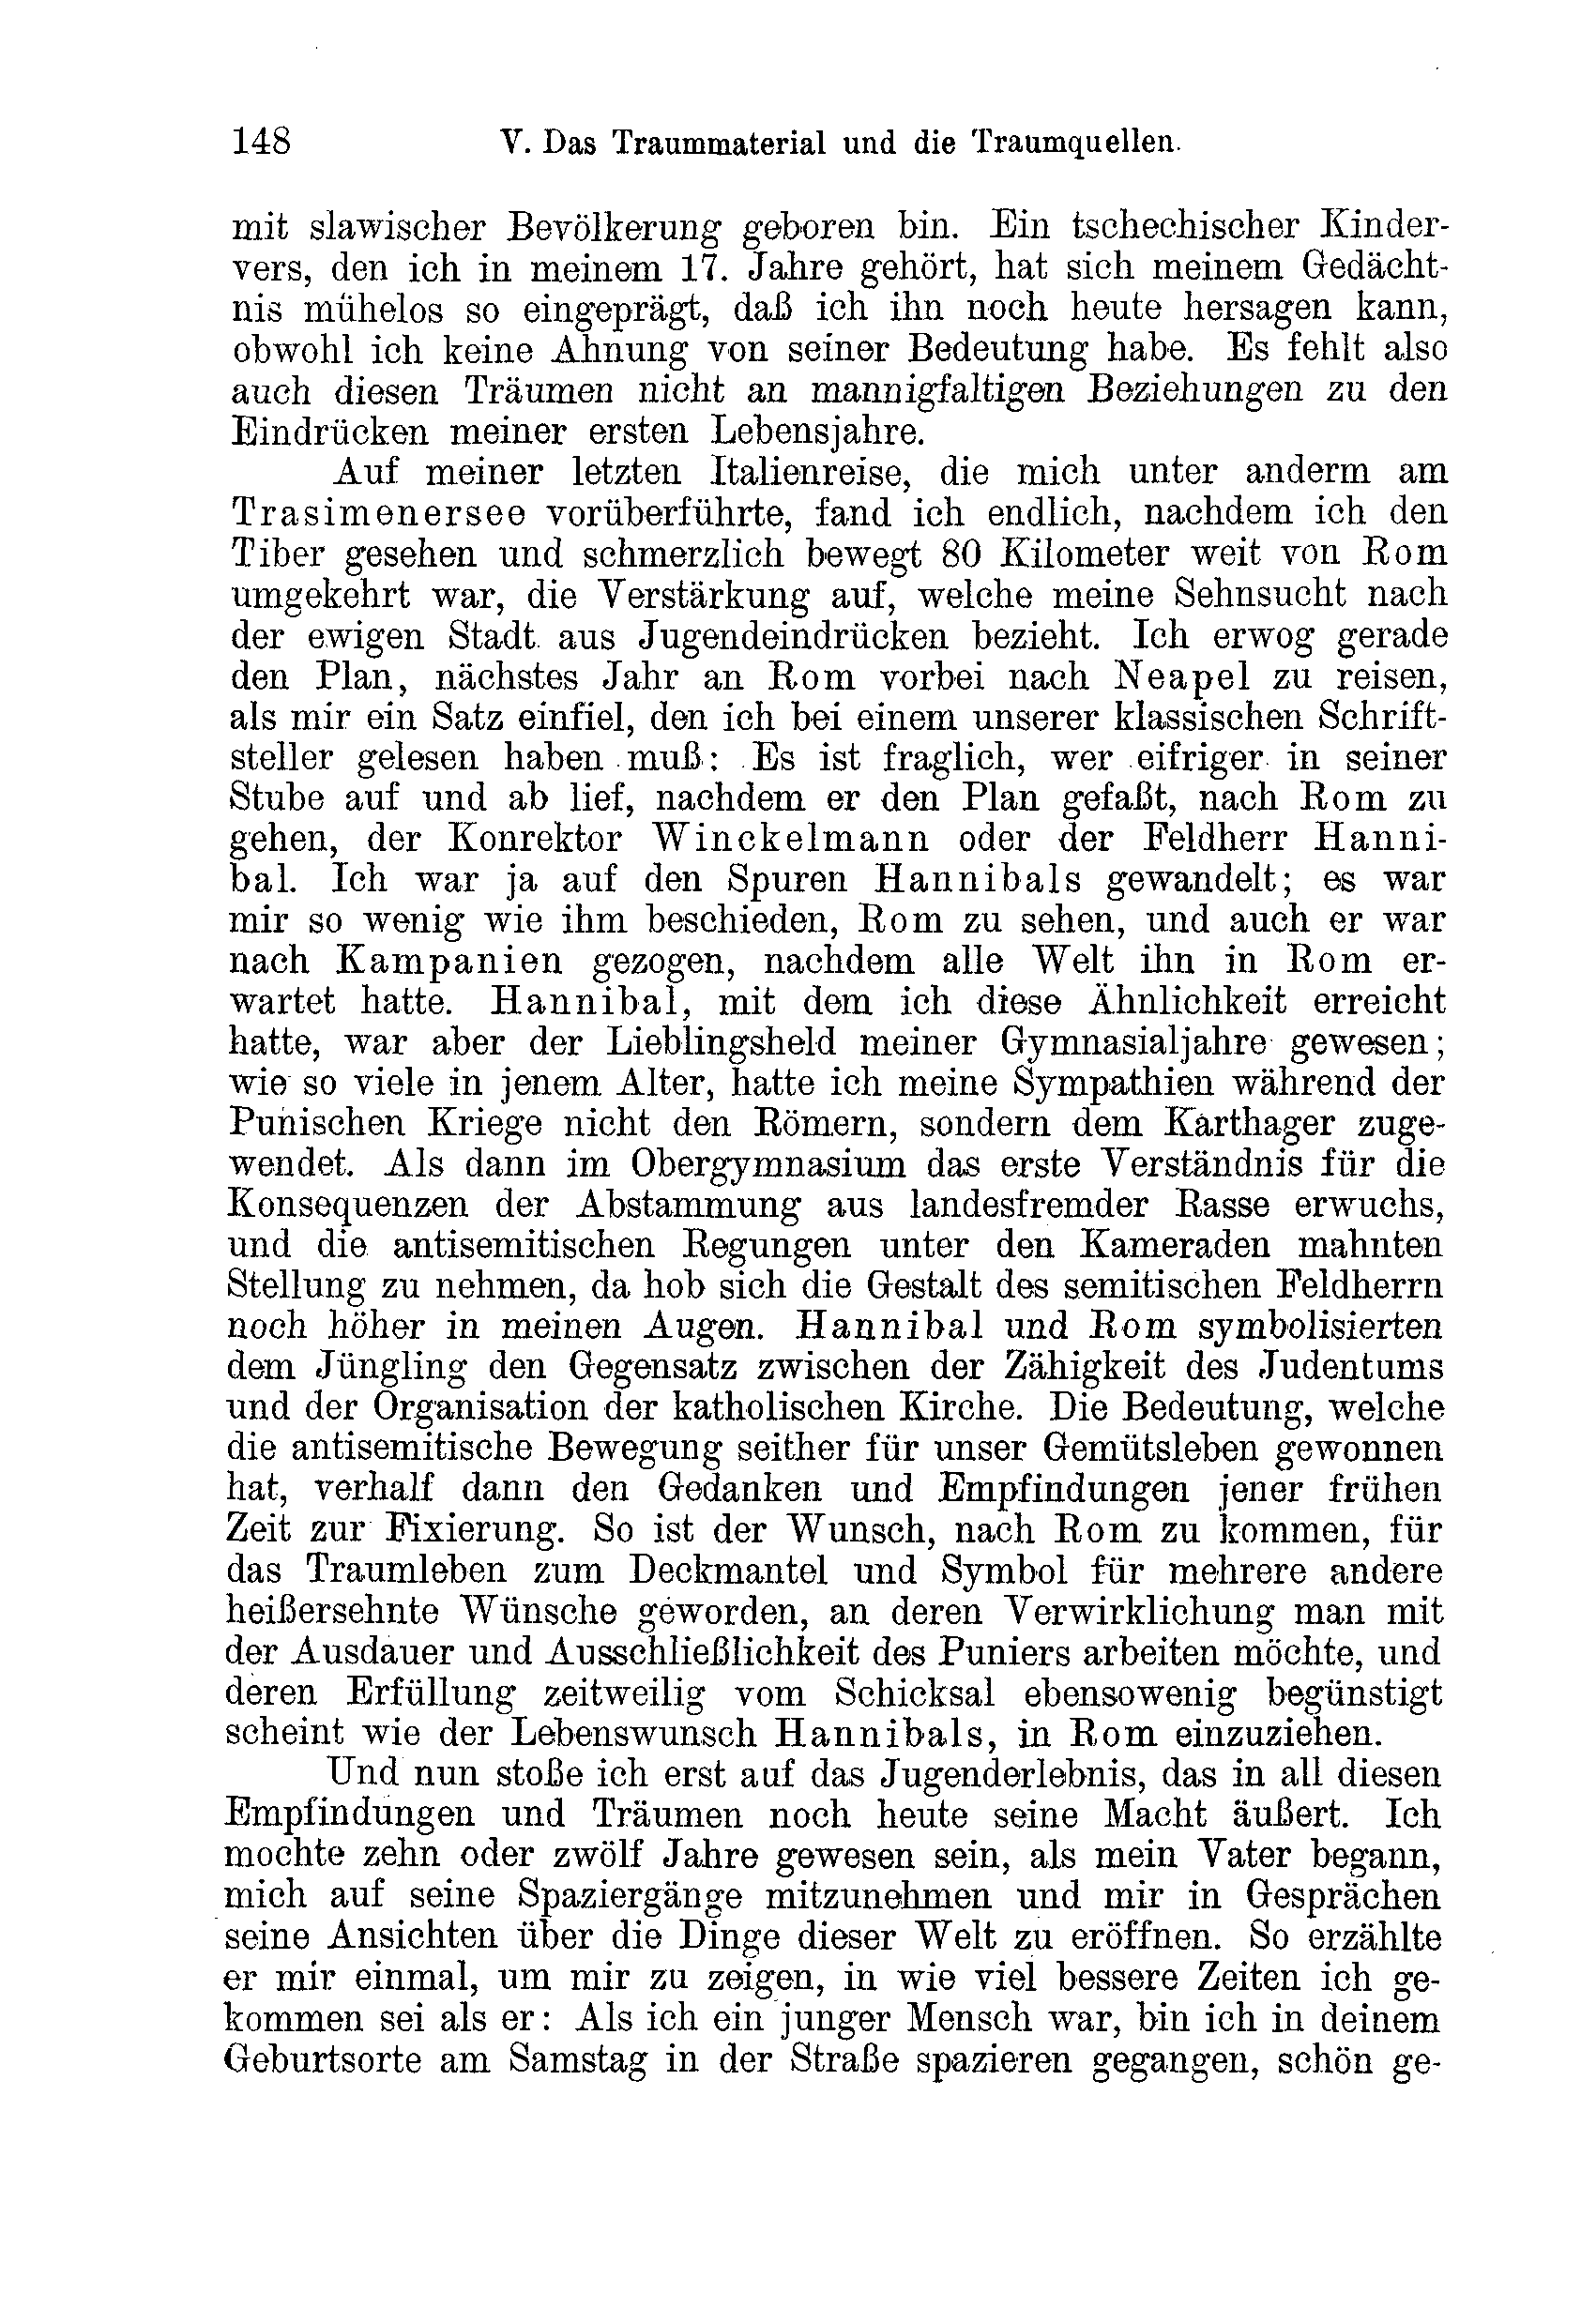 148 V. Das Traummaterial und die Traumquellen.
mit slawischer Bevölkerung geboren bin. Ein tschechischer Kinder-
vers, den ich in meinem 17. Jahre gehört, hat sich meinem Gedächt-
nis mühelos so eingeprägt, daß ich ihn noch heute hersagen kann,
obwohl ich keine Ahnung von seiner Bedeutung habe. Es fehlt also
auch diesen Träumen nicht an mannigfaltigen Beziehungen zu den
Eindrücken meiner ersten Lebensjahre.
Auf meiner letzten Italienreise, die mich unter anderm am
Trasimenersee vorüberführte, fand ich endlich, nachdem ich den
Tiber gesehen und schmerzlich bewegt 80 Kilometer weit von Rom
umgekehrt war, die Verstärkung auf, welche meine Sehnsucht nach
der ewigen Stadt aus Jugendeindrücken bezieht. Ich erwog gerade
den Plan, nächstes Jahr an Rom vorbei nach Neapel zu reisen,
als mir ein Satz einfiel, den ich bei einem unserer klassischen Schrift-
steller gelesen haben muß: Es ist fraglich, wer eifriger in seiner
Stube auf und ab lief, nachdem er den Plan gefaßt, nach Rom zu
gehen, der Konrektor Winckelmann oder der Feldherr Hanni-
bal. Ich war ja auf den Spuren Hannibals gewandelt; es war
mir so wenig wie ihm beschieden, Rom zu sehen, und auch er war
nach Kampanien gezogen, nachdem alle Welt ihn in Rom er-
wartet hatte. Hannibal, mit dem ich diese Ähnlichkeit erreicht
hatte, war aber der Lieblingsheld meiner Gymnasialjahre gewesen;
wie so viele in jenem Alter, hatte ich meine Sympathien während der
Punischen Kriege nicht den Römern, sondern dem Karthager zuge-
wendet. Als dann im Obergymnasium das erste Verständnis für die
Konsequenzen der Abstammung aus landesfremder Rasse erwuchs,
und die antisemitischen Regungen unter den Kameraden mahnten
Stellung zu nehmen, da hob sich die Gestalt des semitischen Feldherrn
noch höher in meinen Augen. Hannibal und Rom symbolisierten
dem Jüngling den Gegensatz zwischen der Zähigkeit des Judentums
und der Organisation der katholischen Kirche. Die Bedeutung, welche
die antisemitische Bewegung seither für unser Gemütsleben gewonnen
hat, verhalf dann den Gedanken und Empfindungen jener frühen
Zeit zur Fixierung. So ist der Wunsch, nach Rom zu kommen, für
das Traumleben zum Deckmantel und Symbol für mehrere andere
heißersehnte Wünsche geworden, an deren Verwirklichung man mit
der Ausdauer und Ausschließlichkeit des Puniers arbeiten möchte, und
deren Erfüllung zeitweilig vom Schicksal ebensowenig begünstigt
scheint wie der Lebenswunsch Hannibals, in Rom einzuziehen.
Und nun stoße ich erst auf das Jugenderlebnis, das in all diesen
Empfindungen und Träumen noch heute seine Macht äußert. Ich
mochte zehn oder zwölf Jahre gewesen sein, als mein Vater begann,
mich auf seine Spaziergänge mitzunehmen und mir in Gesprächen
seine Ansichten über die Dinge dieser Welt zu eröffnen. So erzählte
er mir einmal, um mir zu zeigen, in wie viel bessere Zeiten ich ge-
kommen sei als er: Als ich ein junger Mensch war, bin ich in deinem
Geburtsorte am Samstag in der Straße spazieren gegangen, schön ge-